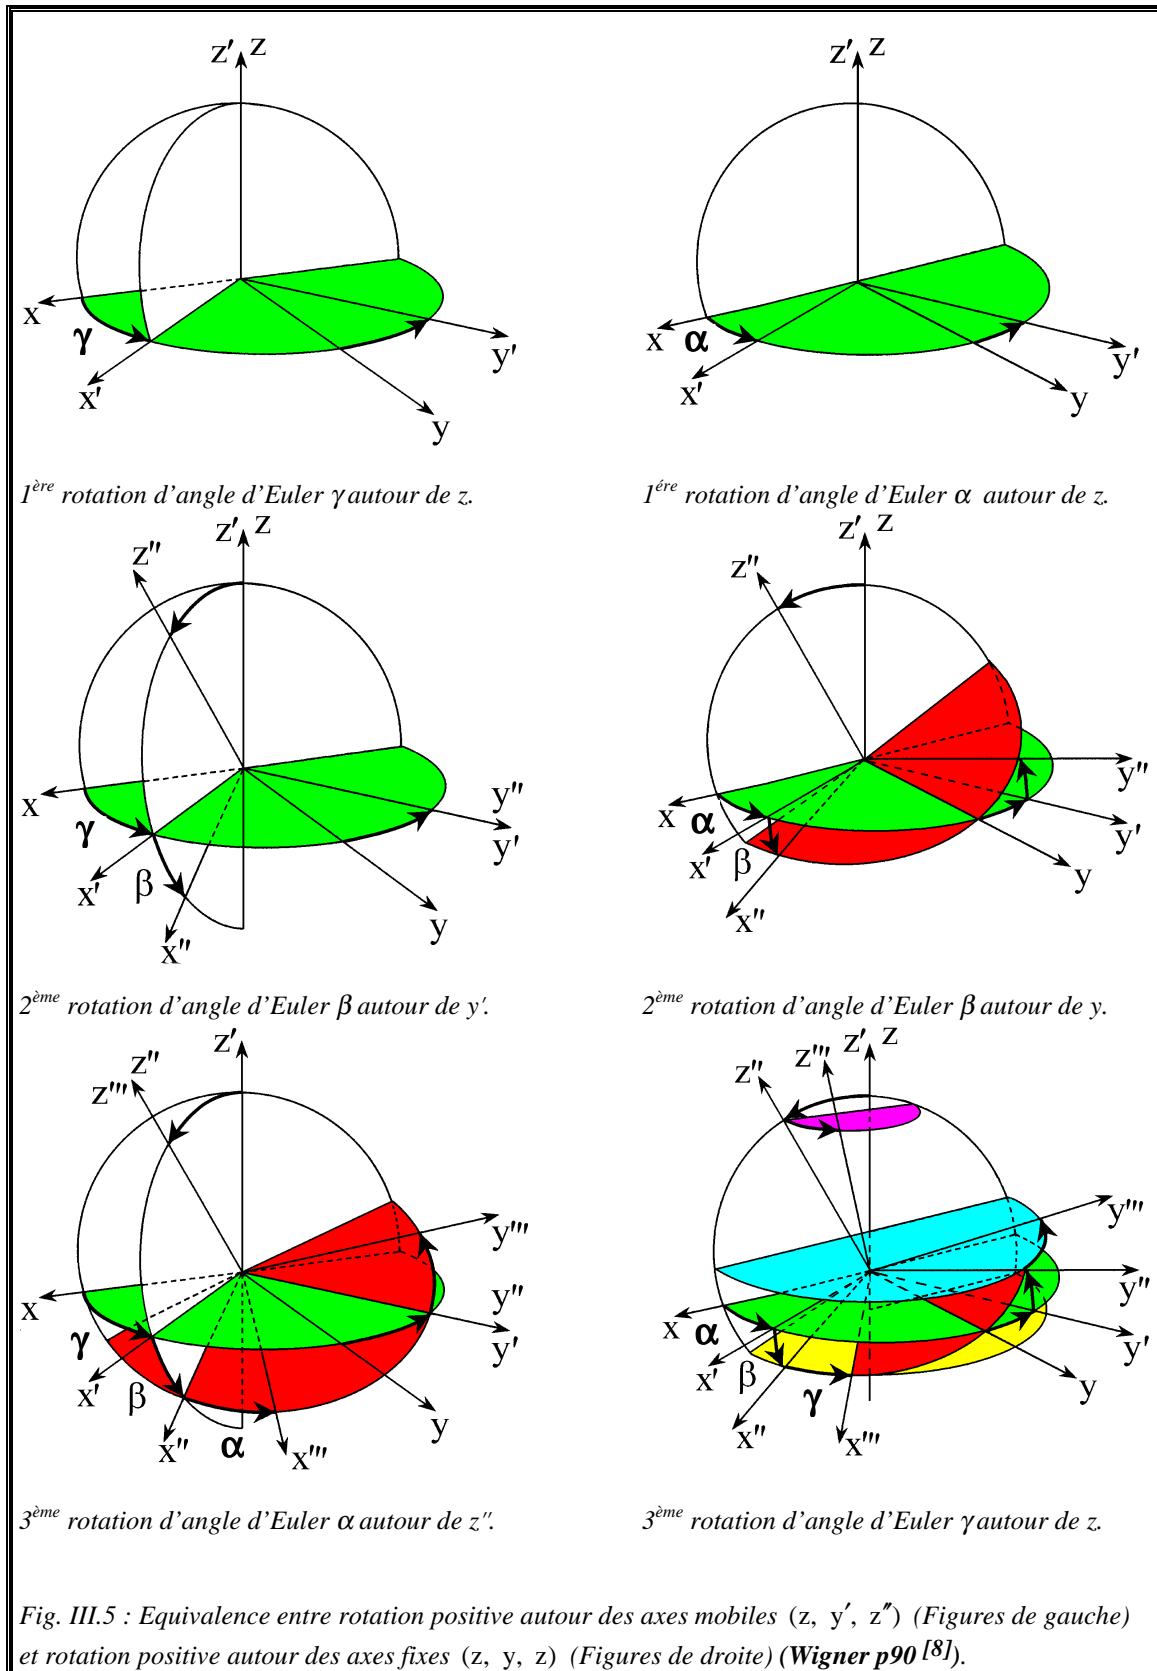 z′ z
x
γ
x′
y′
y
1ère rotation d'angle d'Euler γ autour de z.
z′ z
x α
x′
y′
y
1ére rotation d'angle d'Euler α autour de z.
z″
z′ z
x
γ
x′
β
x″
y″
y′
y
2ème rotation d'angle d'Euler β autour de y′.
z″
z′ z
x
α
x′
β
x″
y″
y′
y
2ème rotation d'angle d'Euler β autour de y.
z′
z″
z‴
x
γ
x′
β
x″
α
x‴
y‴
y″
y′
y
3ème rotation d'angle d'Euler α autour de z″.
z″
z‴
z′ z
x
α
x′
β
x″
γ
x‴
y‴
y″
y′
y
3ème rotation d'angle d'Euler γ autour de z.
Fig. III.5 : Equivalence entre rotation positive autour des axes mobiles (z, y′, z″) (Figures de gauche)
et rotation positive autour des axes fixes (z, y, z) (Figures de droite) (Wigner p90 [8]).